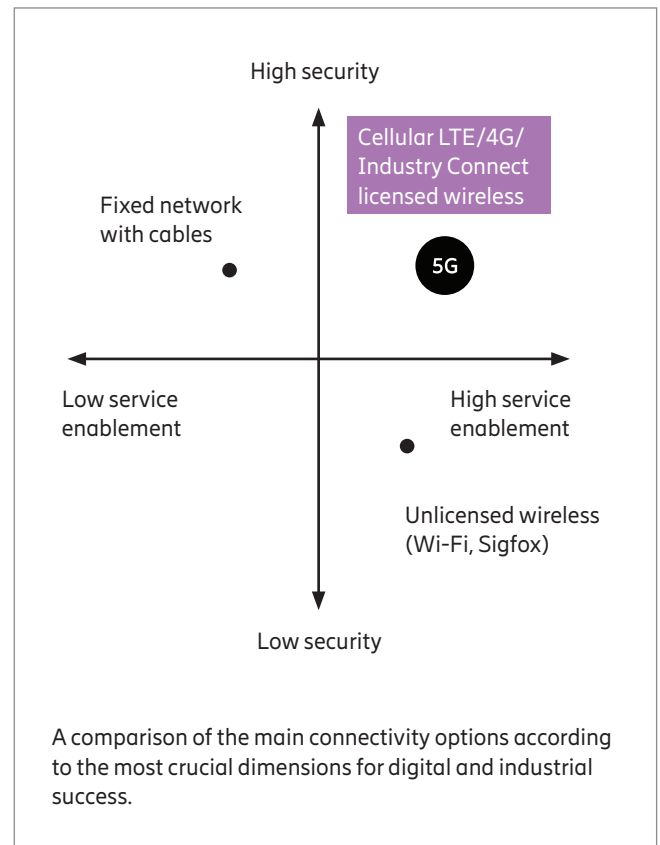 High security
Cellular LTE/4G/
Industry Connect
licensed wireless
Fixed network
with cables
5G
Low service
enablement
High service
enablement
Unlicensed wireless
(Wi-Fi, Sigfox)
Low security
A comparison of the main connectivity options according
to the most crucial dimensions for digital and industrial
success.